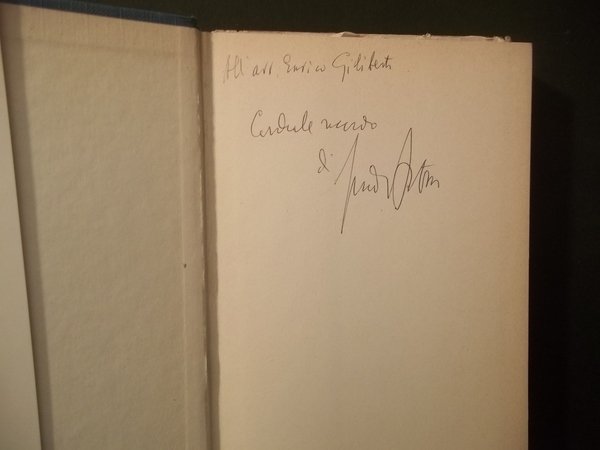 All'avv. Enrico Giliberti
Cordiale ricordo
di